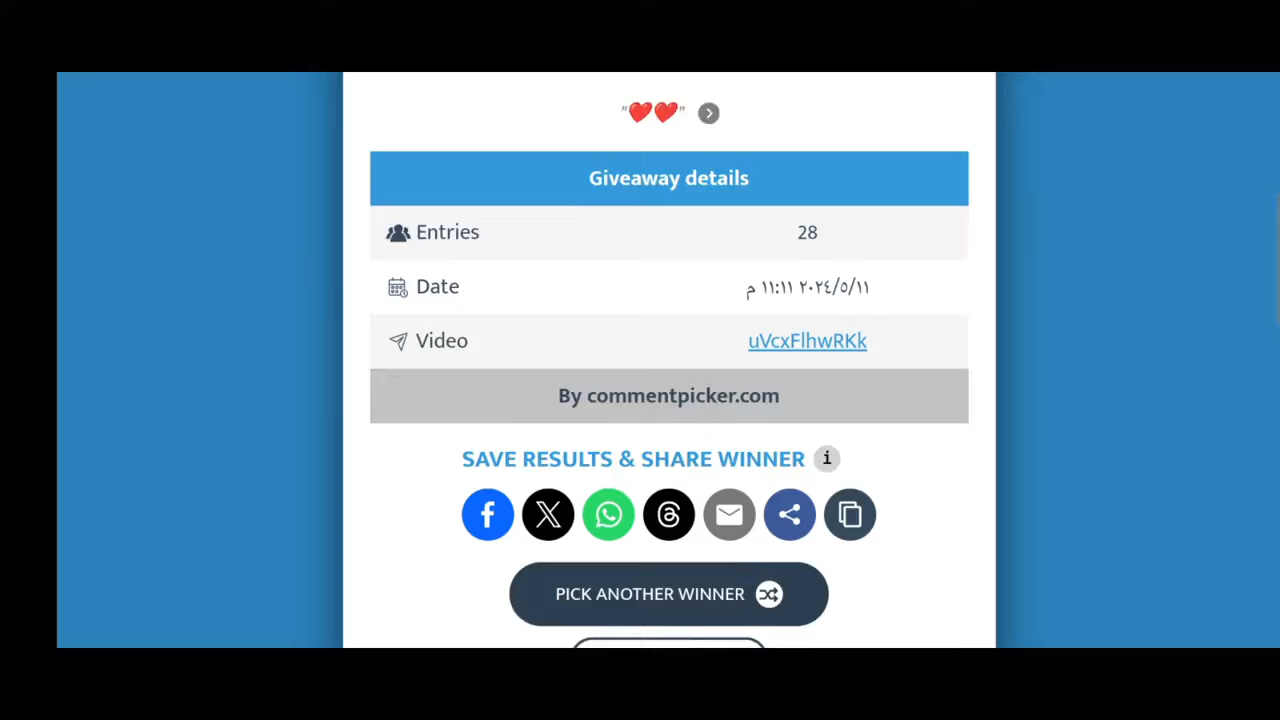 "❤️❤️"
Giveaway details
Entries 28
Date ٢٠٢٤/٥/١١ ١١:١١ م
Video uVcxFlhwRKk
By commentpicker.com
SAVE RESULTS & SHARE WINNER i
PICK ANOTHER WINNER